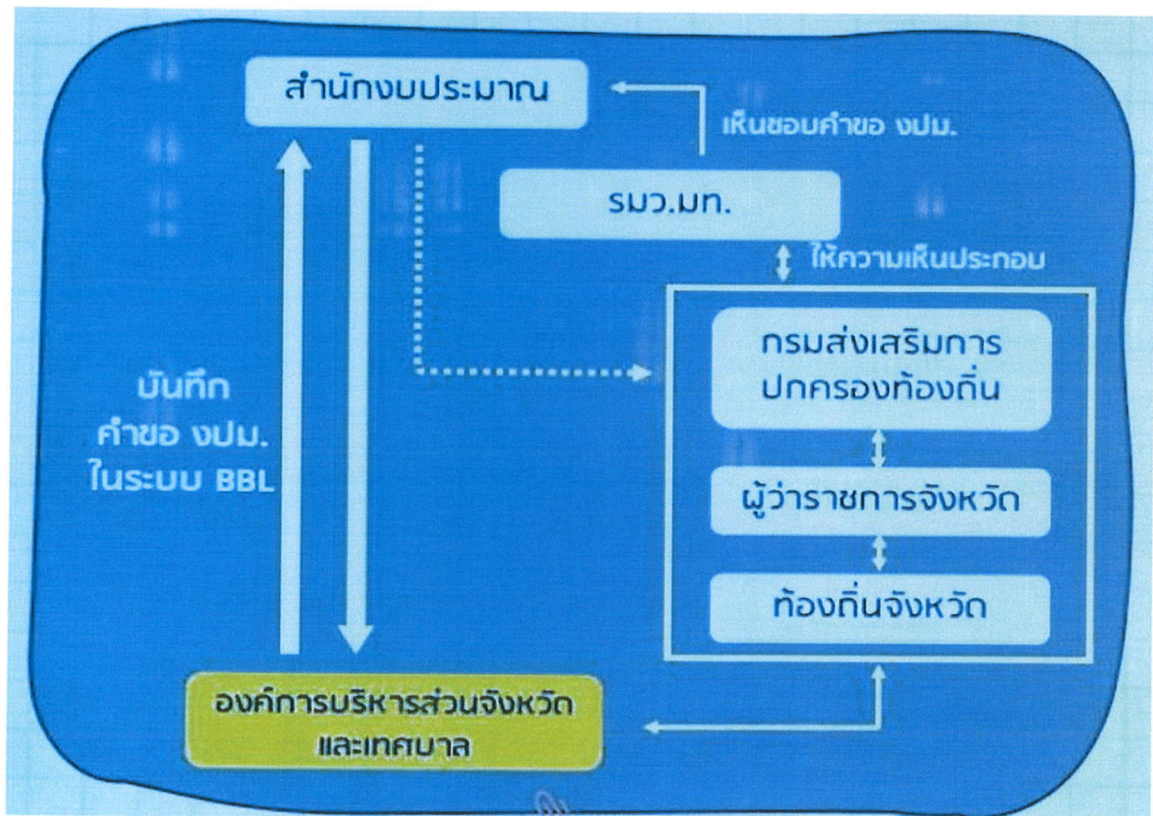 สำนักงบประมาณ
เห็นชอบคำขอ งปม.
รมว.มท.
ให้ความเห็นประกอบ
กรมส่งเสริมการ
ปกครองท้องถิ่น
บันทึก
คำขอ งปม.
ในระบบ BBL
ผู้ว่าราชการจังหวัด
ท้องถิ่นจังหวัด
องค์การบริหารส่วนจังหวัด
และเทศบาล